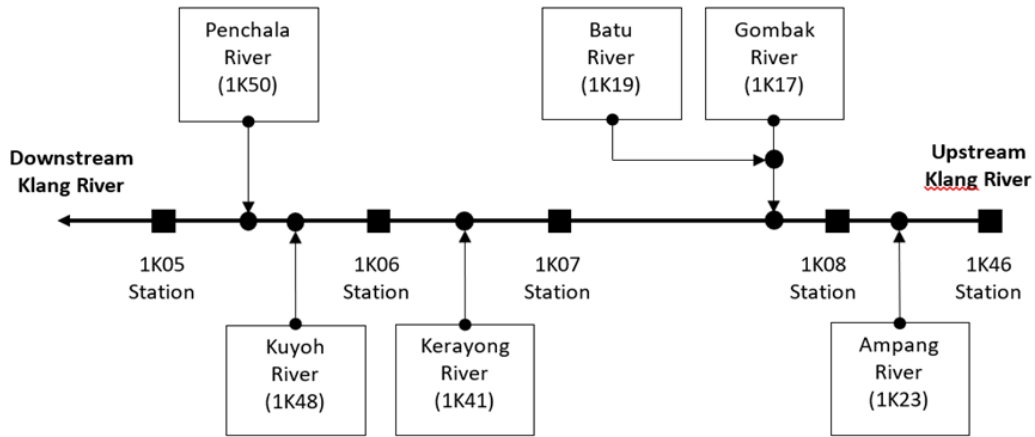 Penchala
River
(1K50)
Batu
River
(1K19)
Gombak
River
(1K17)
Downstream
Klang River
Upstream
Klang River
1K05
Station
1K06
Station
1K07
Station
1K08
Station
1K46
Station
Kuyoh
River
(1K48)
Kerayong
River
(1K41)
Ampang
River
(1K23)